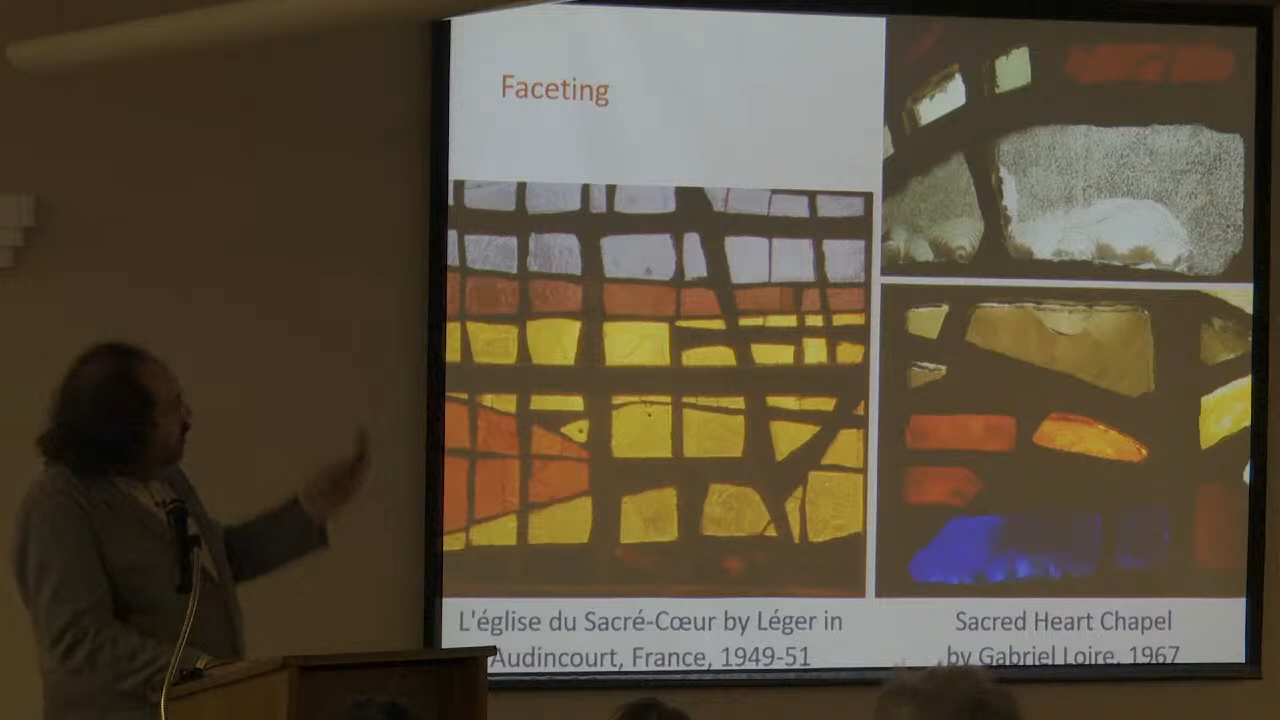 Faceting
L'église du Sacré-Cœur by Léger in
Audincourt, France, 1949-51
Sacred Heart Chapel
by Gabriel Loire, 1967